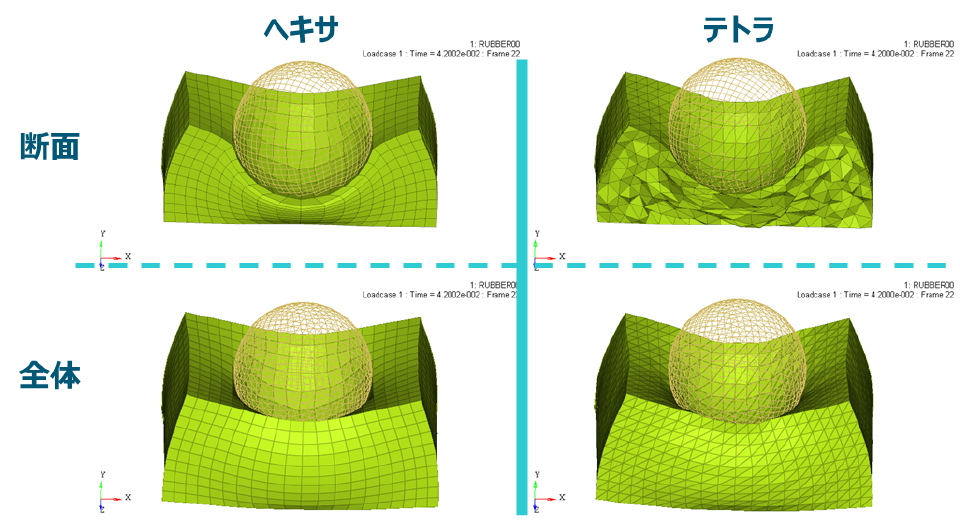 ヘキサ
テトラ
1: RUBBER00
Loadcase 1 : Time = 4.2002e-002 : Frame 22
1: RUBBER00
Loadcase 1 : Time = 4.2000e-002 : Frame 22
断面
Y
X
Z
Y
X
Z
1: RUBBER00
Loadcase 1 : Time = 4.2002e-002 : Frame 22
1: RUBBER00
Loadcase 1 : Time = 4.2000e-002 : Frame 22
全体
Y
X
Z
Y
X
Z